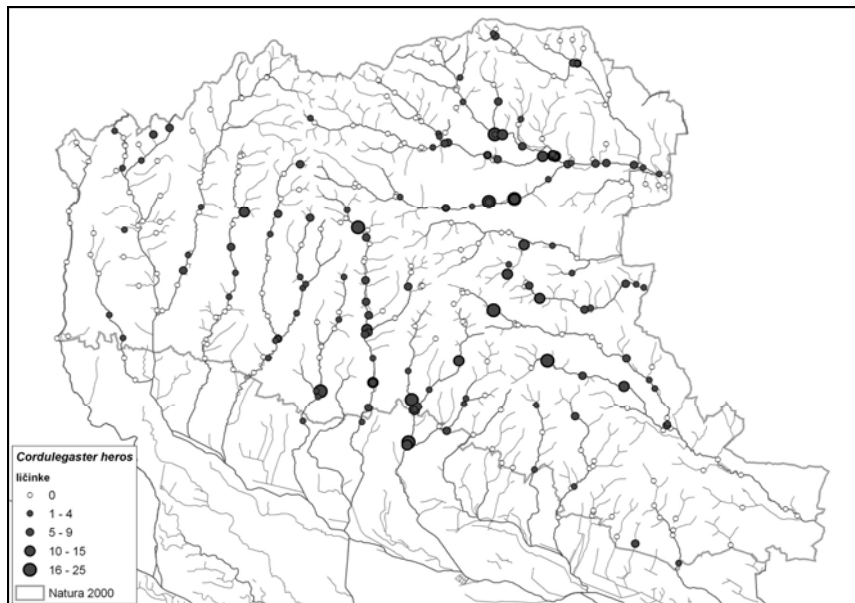 Cordulegaster heros
ličinke
0
1 - 4
5 - 9
10 - 15
16 - 25
Natura 2000